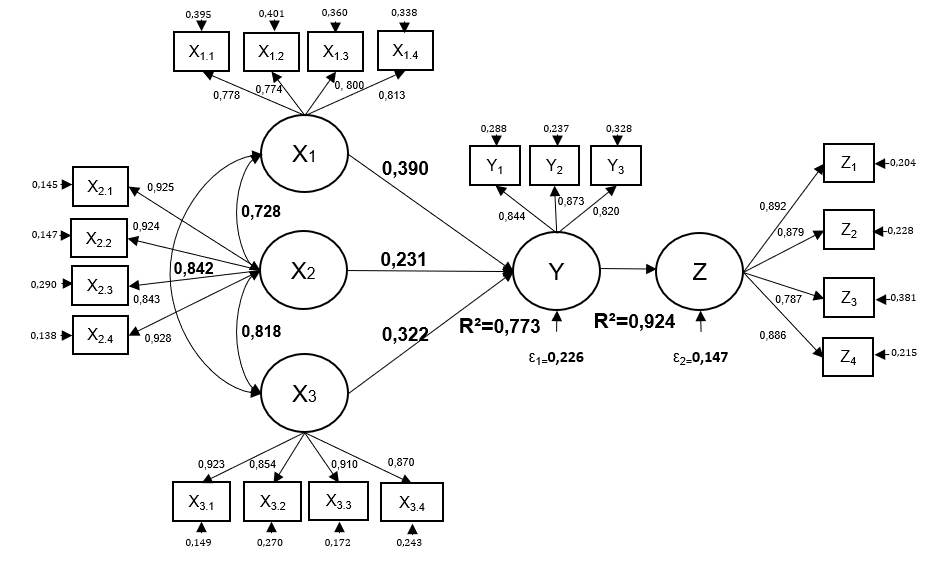 0,395 0,401 0,360 0,338
X1.1 X1.2 X1.3 X1.4
0,778 0,774 0,800 0,813
X1
0,288 0,237 0,328
Y1 Y2 Y3
0,844 0,873 0,820
0,390
0,145 X2.1 0,925
0,147 X2.2 0,924
0,290 X2.3 0,843
0,138 X2.4 0,928
0,728
0,842
0,818
X2
0,231
0,322
Y
Z
R²=0,773
R²=0,924
ε1=0,226
ε2=0,147
0,892 Z1 0,204
0,879 Z2 0,228
0,787 Z3 0,381
0,886 Z4 0,215
X3
0,923 0,854 0,910 0,870
X3.1 X3.2 X3.3 X3.4
0,149 0,270 0,172 0,243